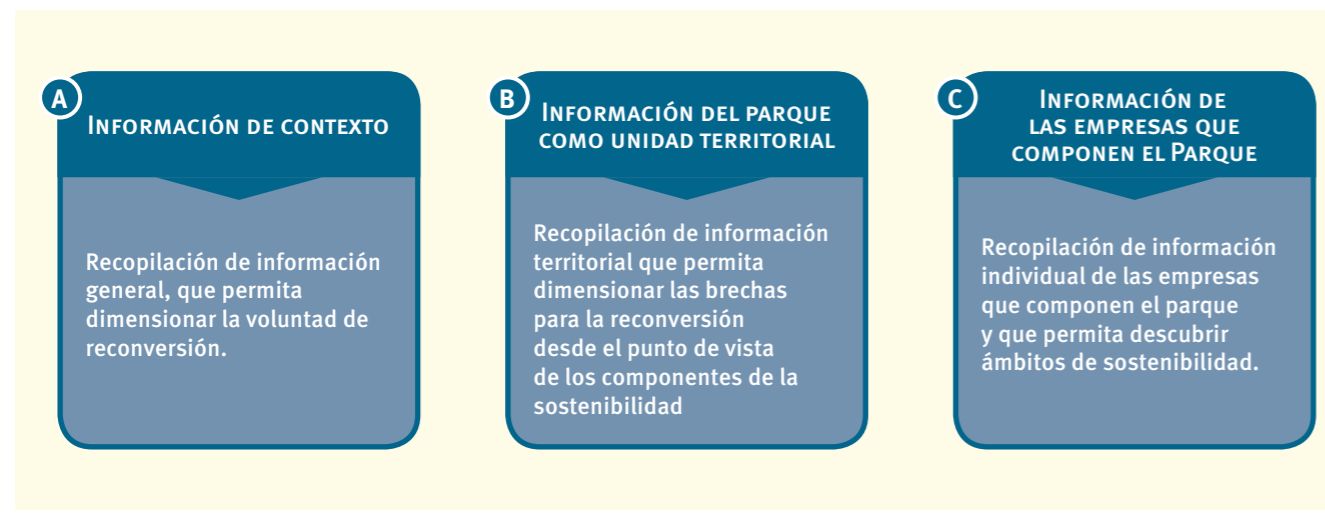 A
INFORMACIÓN DE CONTEXTO
Recopilación de información
general, que permita
dimensionar la voluntad de
reconversión.
B
INFORMACIÓN DEL PARQUE
COMO UNIDAD TERRITORIAL
Recopilación de información
territorial que permita
dimensionar las brechas
para la reconversión
desde el punto de vista
de los componentes de la
sostenibilidad
C
INFORMACIÓN DE
LAS EMPRESAS QUE
COMPONEN EL PARQUE
Recopilación de información
individual de las empresas
que componen el parque
y que permita descubrir
ámbitos de sostenibilidad.